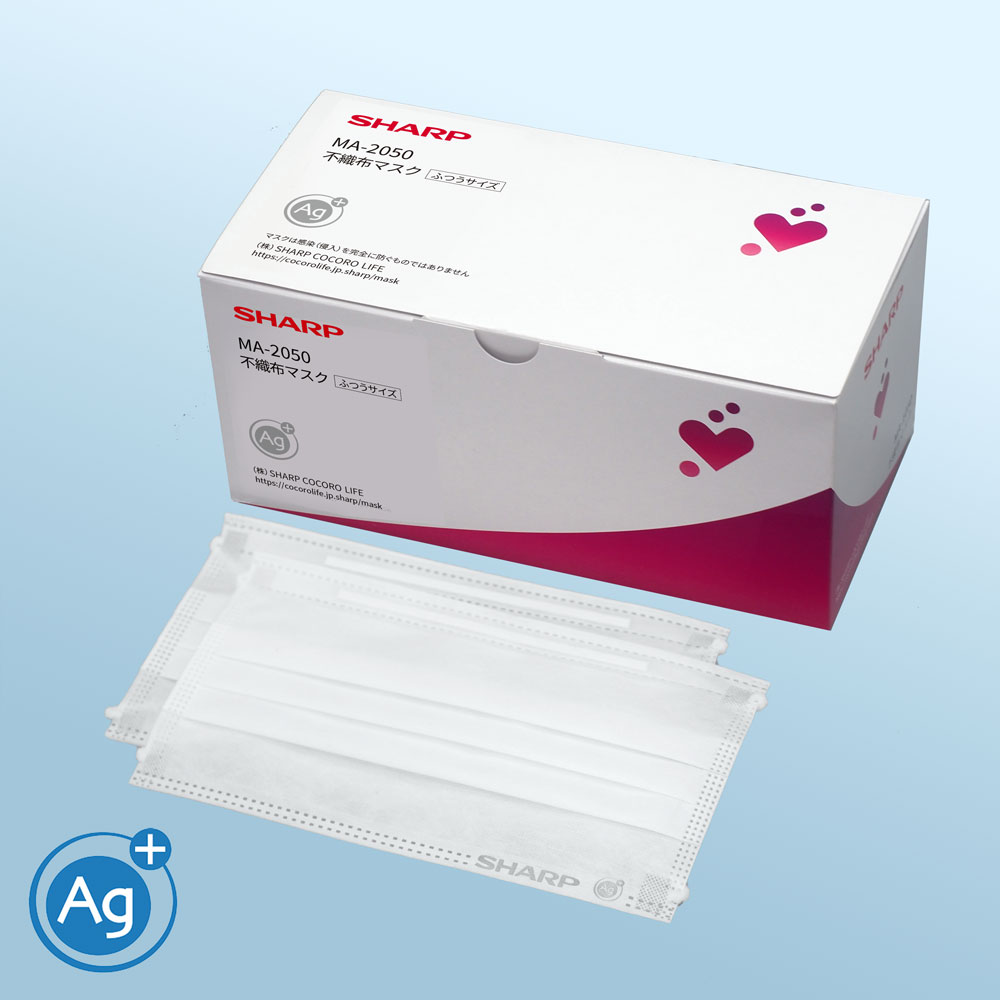 SHARP
MA-2050
不織布マスク ふつうサイズ
Ag+
マスクは感染(侵入)を完全に防ぐものではありません
(株) SHARP COCORO LIFE
https://cocorolife.jp.sharp/mask
SHARP
MA-2050
不織布マスク ふつうサイズ
Ag+
(株) SHARP COCORO LIFE
https://cocorolife.jp.sharp/mask
SHARP
SHARP Ag+
Ag+